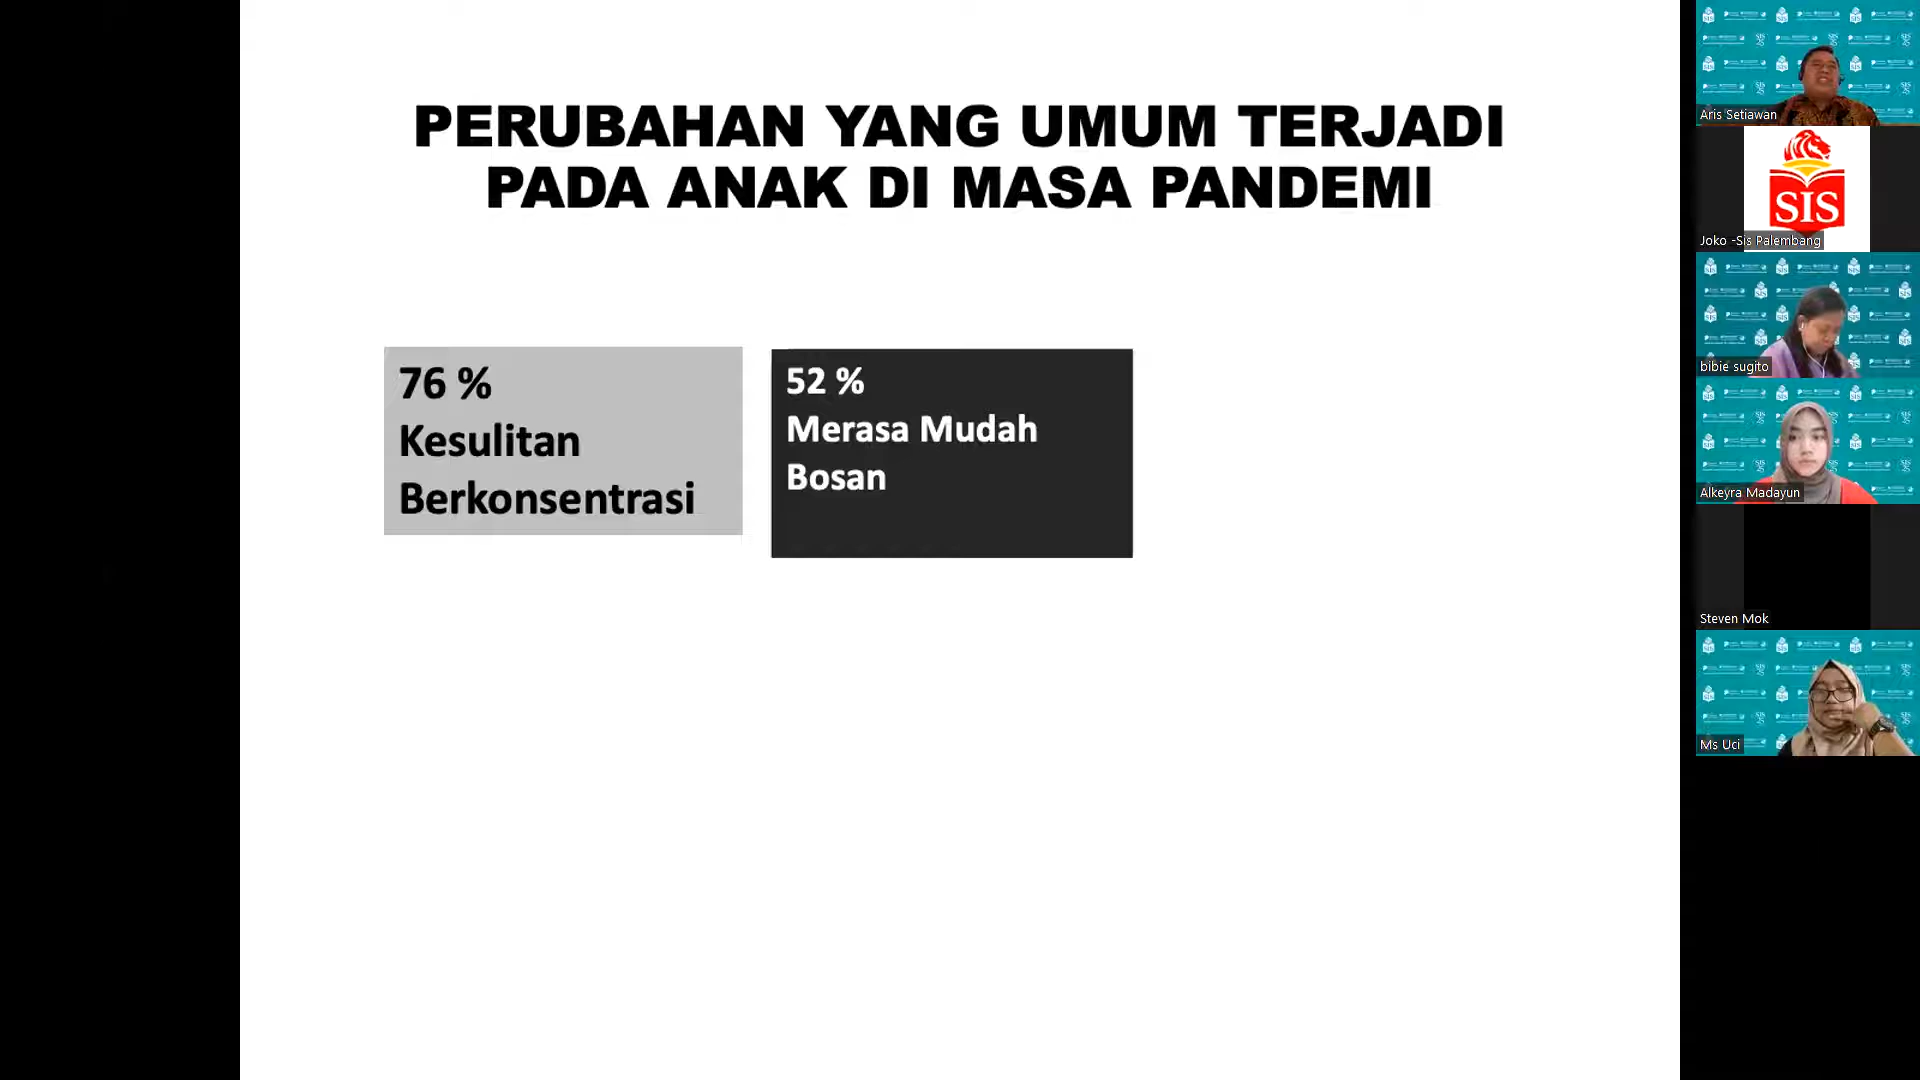 PERUBAHAN YANG UMUM TERJADI
PADA ANAK DI MASA PANDEMI
76 %
Kesulitan
Berkonsentrasi
52 %
Merasa Mudah
Bosan
Aris Setiawan
SIS
Joko -Sis Palembang
bibie sugito
Alkeyra Madayun
Steven Mok
Ms Uci